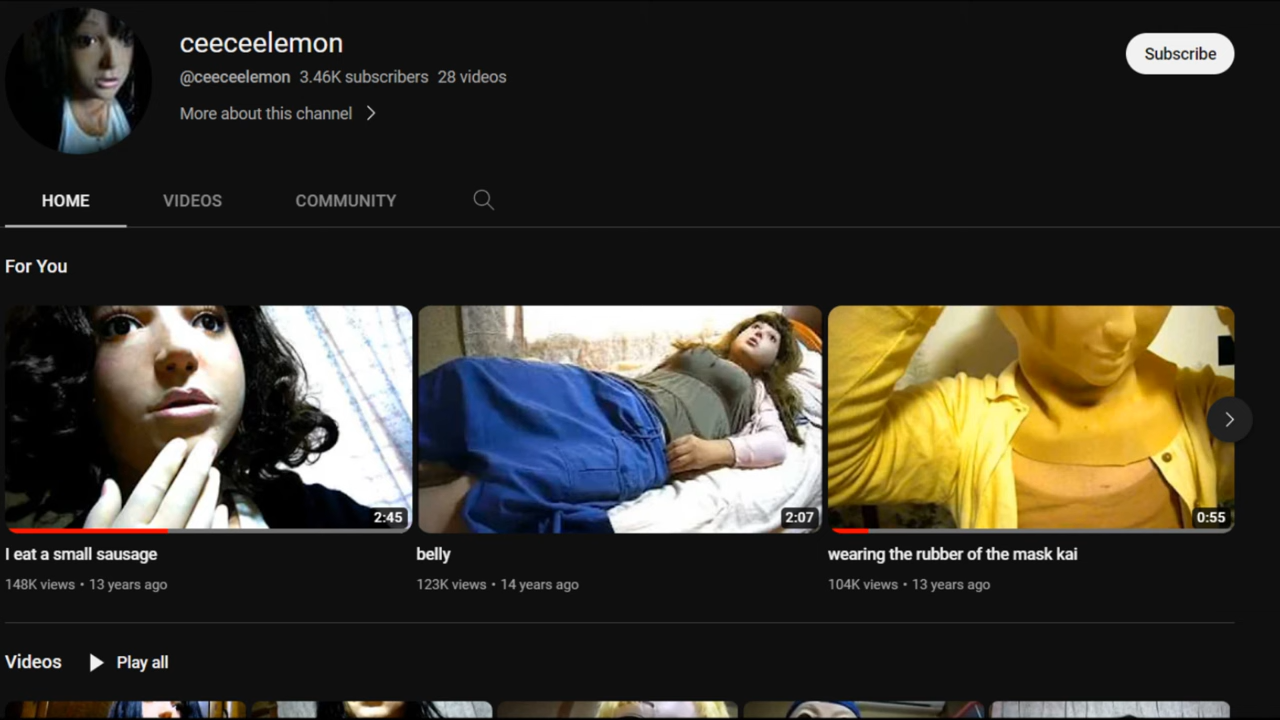 ceeceelemon
@ceeceelemon 3.46K subscribers 28 videos
More about this channel
Subscribe
HOME VIDEOS COMMUNITY
For You
2:45 2:07 0:55
I eat a small sausage belly wearing the rubber of the mask kai
148K views • 13 years ago 123K views • 14 years ago 104K views • 13 years ago
Videos Play all